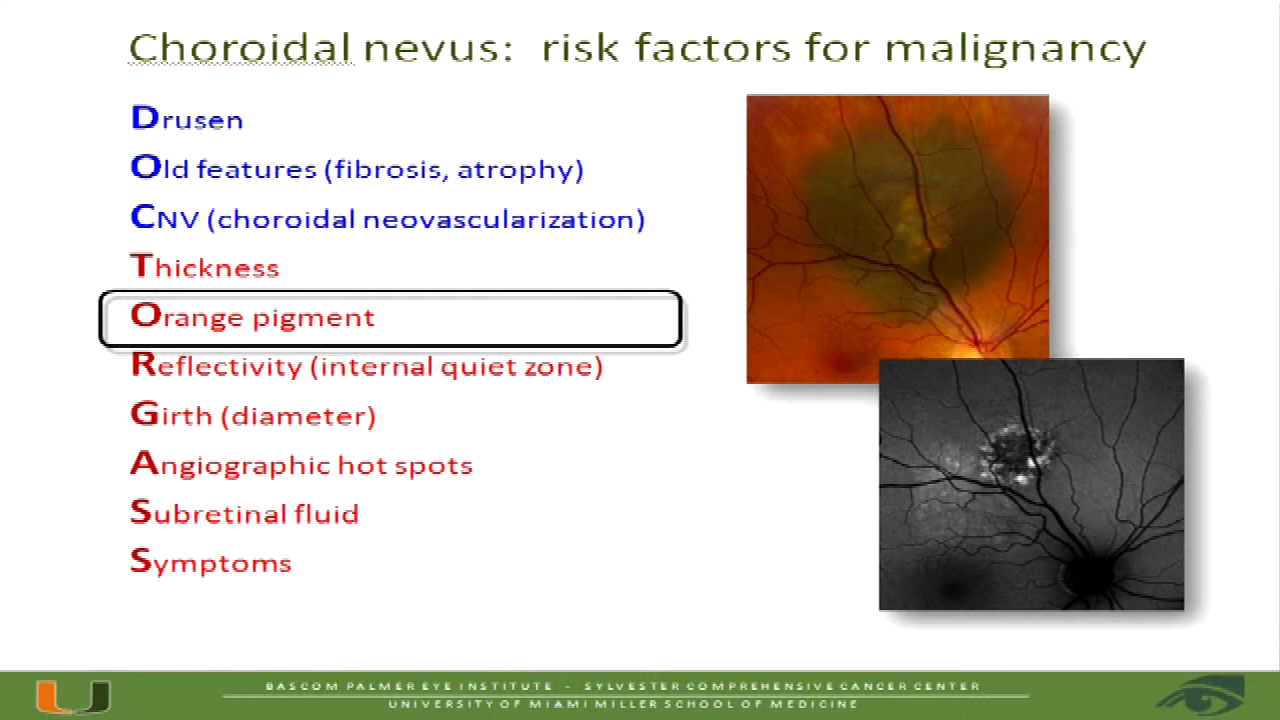 Choroidal nevus: risk factors for malignancy
Drusen
Old features (fibrosis, atrophy)
CNV (choroidal neovascularization)
Thickness
Orange pigment
Reflectivity (internal quiet zone)
Girth (diameter)
Angiographic hot spots
Subretinal fluid
Symptoms
BASCOM PALMER EYE INSTITUTE - SYLVESTER COMPREHENSIVE CANCER CENTER
UNIVERSITY OF MIAMI MILLER SCHOOL OF MEDICINE